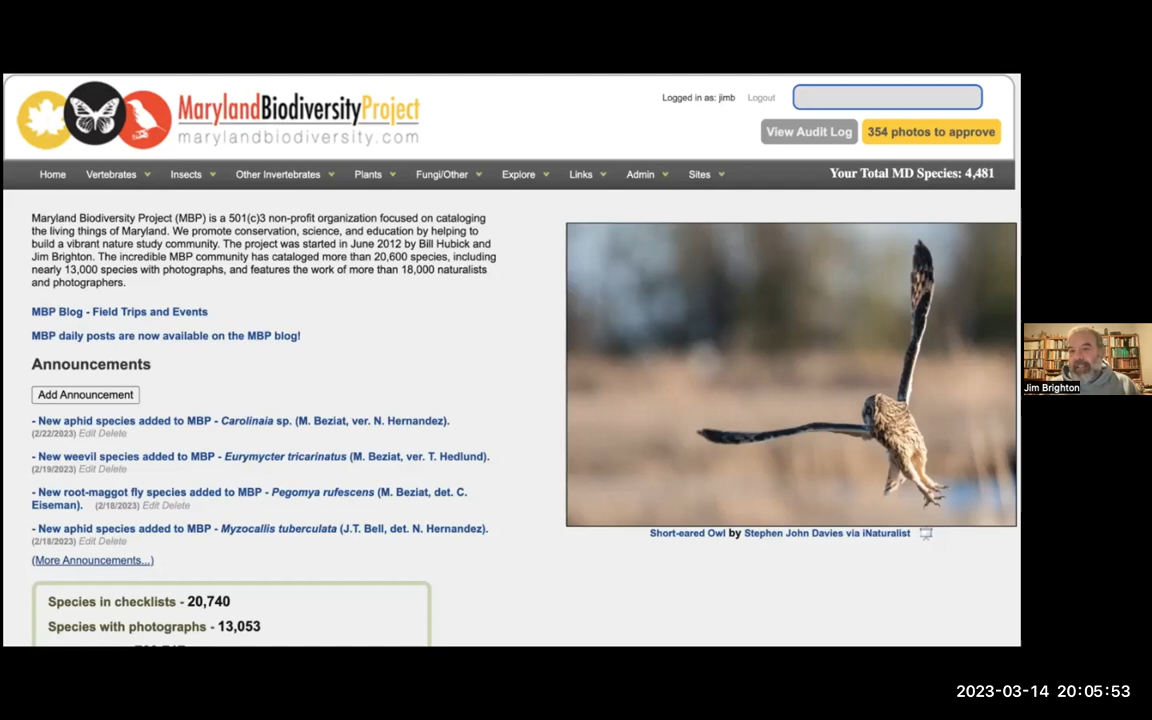 MarylandBiodiversityProject
marylandbiodiversity.com
Logged in as: jimb Logout
View Audit Log 354 photos to approve
Home Vertebrates Insects Other Invertebrates Plants Fungi/Other Explore Links Admin Sites Your Total MD Species: 4,481
Maryland Biodiversity Project (MBP) is a 501(c)3 non-profit organization focused on cataloging
the living things of Maryland. We promote conservation, science, and education by helping to
build a vibrant nature study community. The project was started in June 2012 by Bill Hubick and
Jim Brighton. The incredible MBP community has cataloged more than 20,600 species, including
nearly 13,000 species with photographs, and features the work of more than 18,000 naturalists
and photographers.
MBP Blog - Field Trips and Events
MBP daily posts are now available on the MBP blog!
Announcements
Add Announcement
- New aphid species added to MBP - Carolinaia sp. (M. Beziat, ver. N. Hernandez).
(2/22/2023) Edit Delete
- New weevil species added to MBP - Eurymycter tricarinatus (M. Beziat, ver. T. Hedlund).
(2/19/2023) Edit Delete
- New root-maggot fly species added to MBP - Pegomya rufescens (M. Beziat, det. C.
Eiseman). (2/18/2023) Edit Delete
- New aphid species added to MBP - Myzocallis tuberculata (J.T. Bell, det. N. Hernandez).
(2/18/2023) Edit Delete
(More Announcements...)
Species in checklists - 20,740
Species with photographs - 13,053
Short-eared Owl by Stephen John Davies via iNaturalist
Jim Brighton
2023-03-14 20:05:53